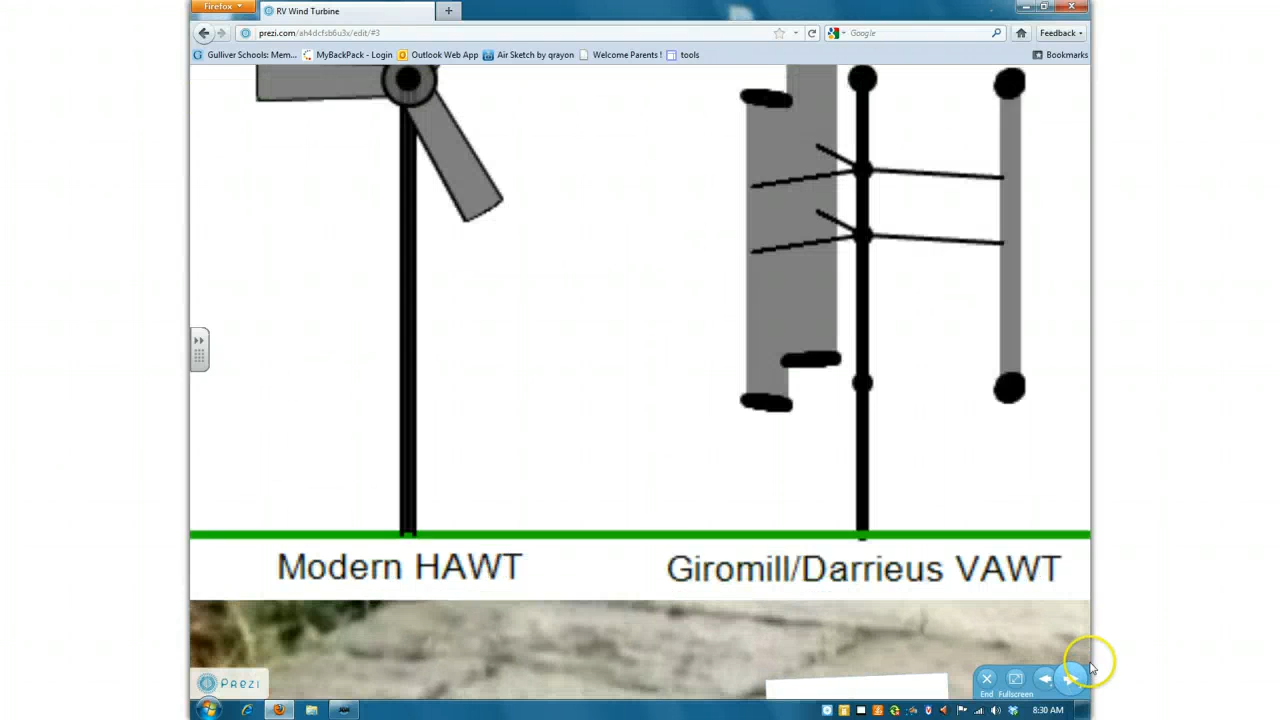 Firefox
RV Wind Turbine
prezi.com/ah4dcfsb6u3x/edit/#3
Google
Feedback
Gulliver Schools: Mem...
MyBackPack - Login
Outlook Web App
Air Sketch by qrayon
Welcome Parents !
tools
Bookmarks
Modern HAWT
Giromill/Darrieus VAWT
PREZI
End
Fullscreen
8:30 AM